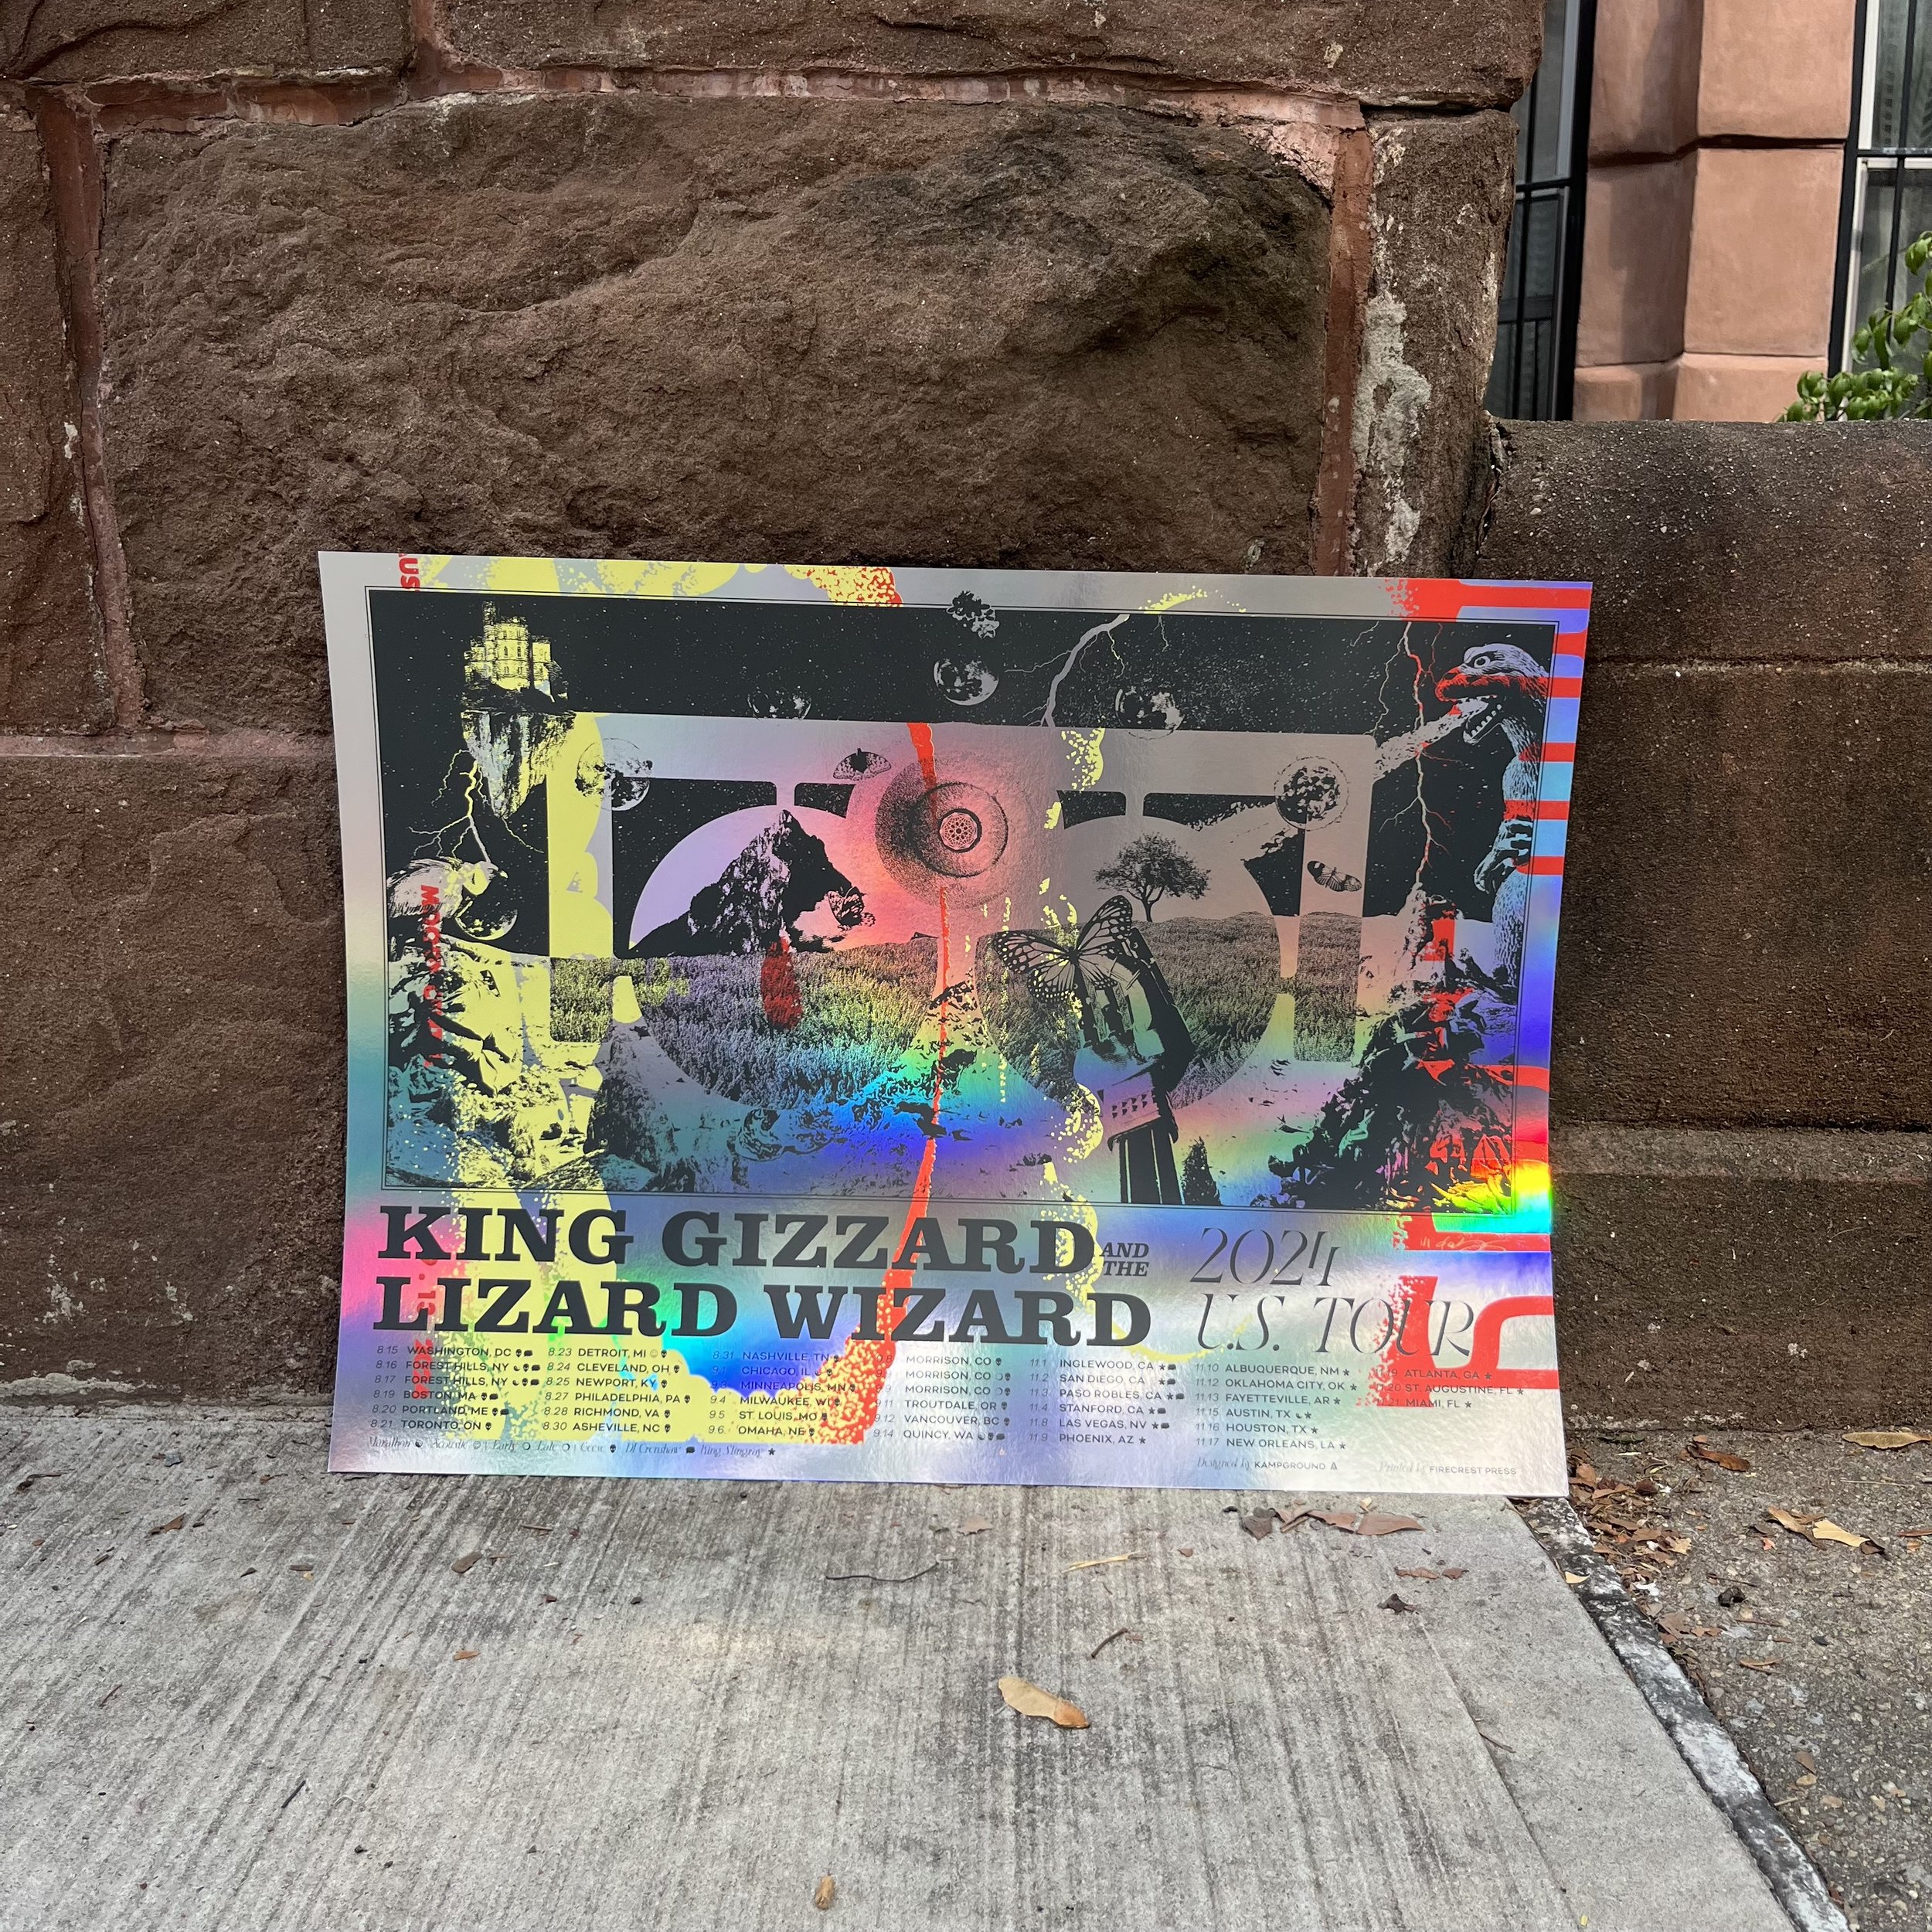 KING GIZZARD AND THE
LIZARD WIZARD
2024
U.S. TOUR
8.15 WASHINGTON, DC
8.16 FOREST HILLS, NY
8.17 FOREST HILLS, NY
8.19 BOSTON, MA
8.20 PORTLAND, ME
8.21 TORONTO, ON
8.23 DETROIT, MI
8.24 CLEVELAND, OH
8.25 NEWPORT, KY
8.27 PHILADELPHIA, PA
8.28 RICHMOND, VA
8.30 ASHEVILLE, NC
8.31 NASHVILLE, TN
CHICAGO, IL
MINNEAPOLIS, MN
9.4 MILWAUKEE, WI
9.5 ST. LOUIS, MO
9.6 OMAHA, NE
MORRISON, CO
MORRISON, CO
MORRISON, CO
TROUTDALE, OR
9.12 VANCOUVER, BC
9.14 QUINCY, WA
11.1 INGLEWOOD, CA ★
11.2 SAN DIEGO, CA ★
11.3 PASO ROBLES, CA ★
11.4 STANFORD, CA ★
11.8 LAS VEGAS, NV ★
11.9 PHOENIX, AZ ★
11.10 ALBUQUERQUE, NM ★
11.12 OKLAHOMA CITY, OK ★
11.13 FAYETTEVILLE, AR ★
11.15 AUSTIN, TX ★
11.16 HOUSTON, TX ★
11.17 NEW ORLEANS, LA ★
ATLANTA, GA ★
11.20 ST. AUGUSTINE, FL ★
MIAMI, FL ★
Marathon Acoustic Early Late Geese DJ Crenshaw King Stingray ★
Designed by KAMPGROUND
Printed by FIRECREST PRESS